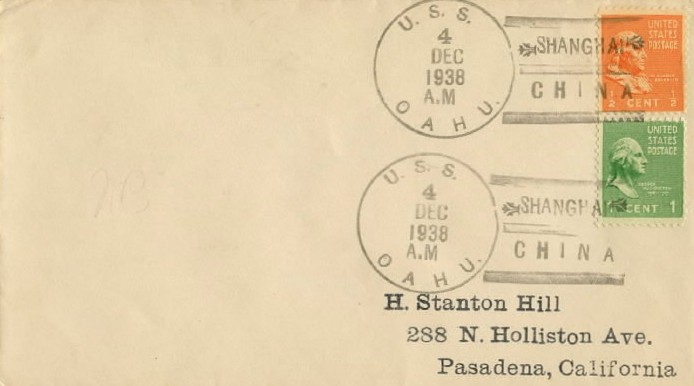 U. S. S.
4
DEC
1938
A.M
OAHU.
SHANGHAI
CHINA
UNITED
STATES
POSTAGE
1/2 CENT 1/2
U. S. S.
4
DEC
1938
A.M
OAHU.
SHANGHAI
CHINA
UNITED
STATES
POSTAGE
CENT 1
H. Stanton Hill
288 N. Holliston Ave.
Pasadena, California